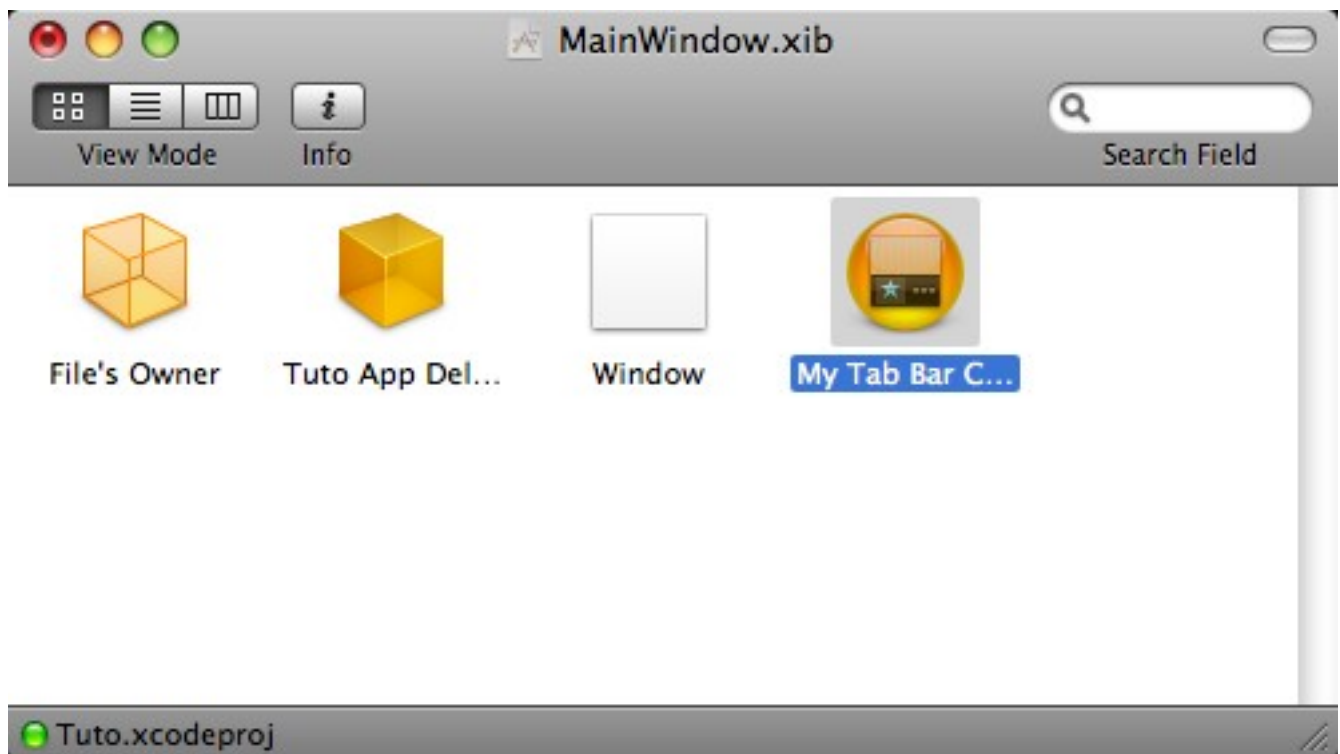 MainWindow.xib
View Mode Info Search Field
File's Owner Tuto App Del... Window My Tab Bar C...
Tuto.xcodeproj